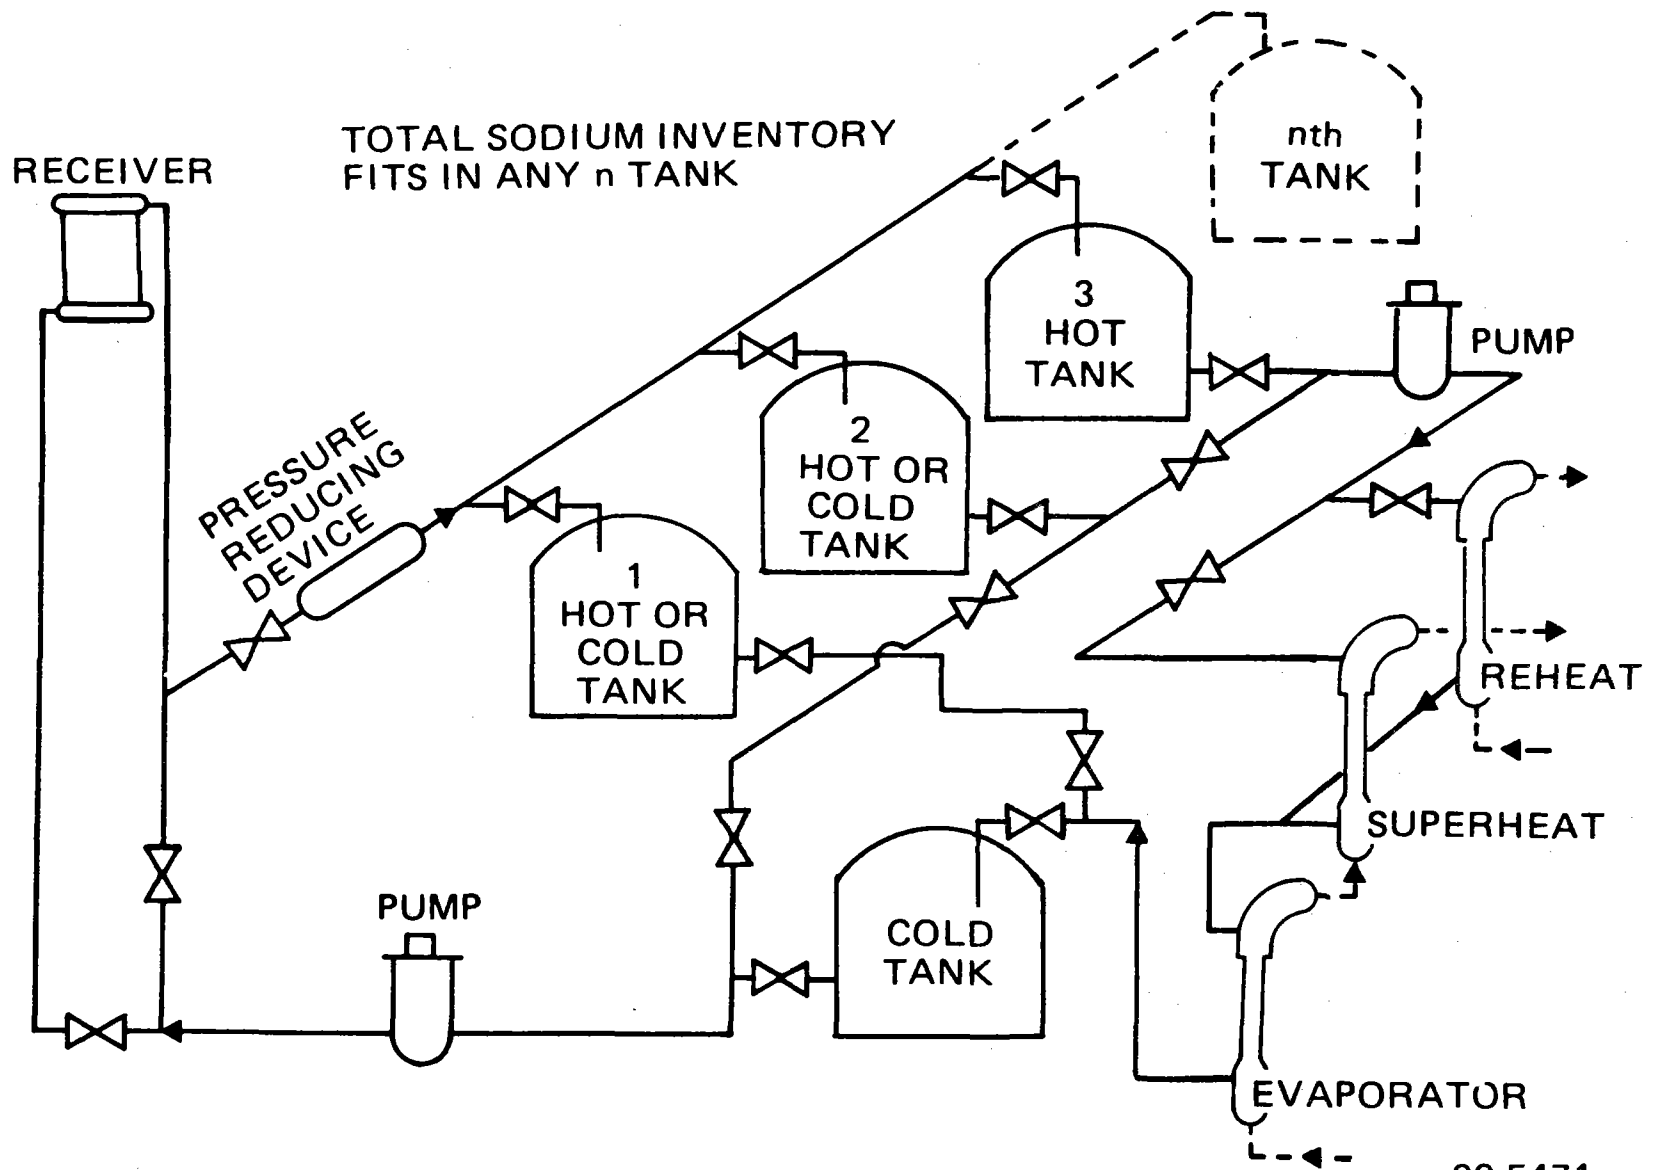 TOTAL SODIUM INVENTORY
FITS IN ANY n TANK
RECEIVER
nth
TANK
3
HOT
TANK
PUMP
2
HOT OR
COLD
TANK
PRESSURE
REDUCING
DEVICE
1
HOT OR
COLD
TANK
REHEAT
SUPERHEAT
PUMP
COLD
TANK
EVAPORATOR